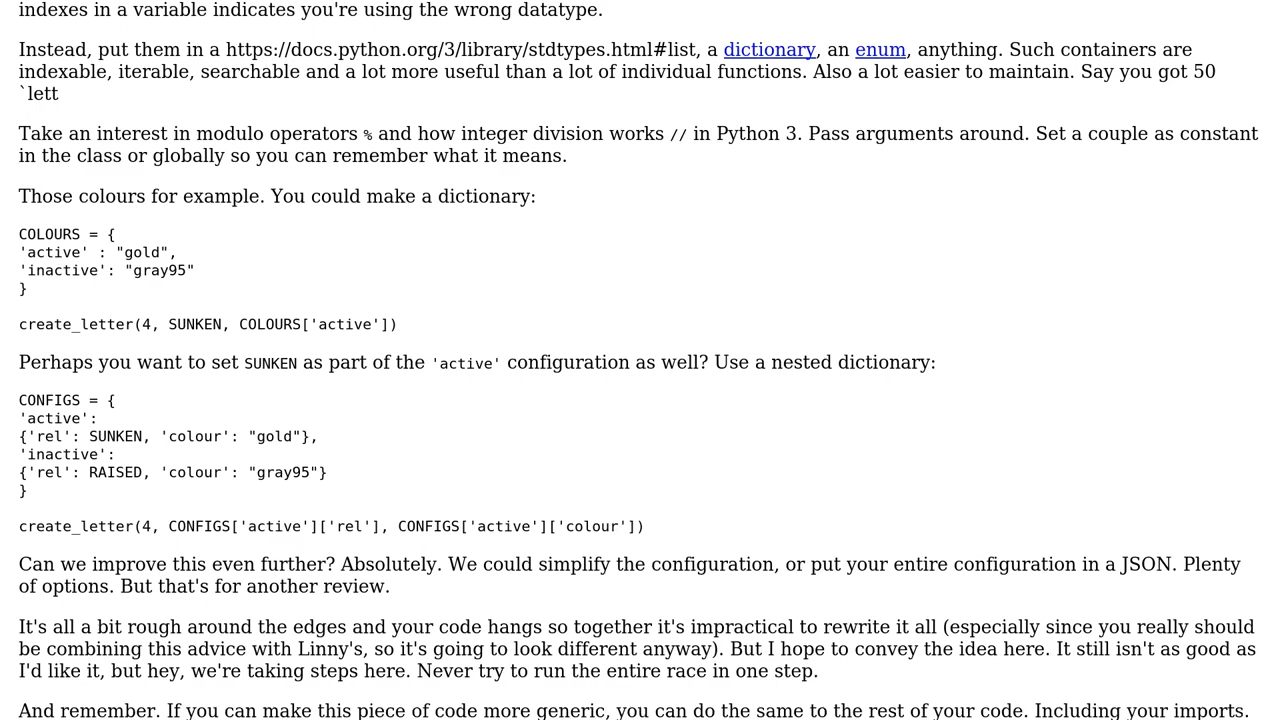 indexes in a variable indicates you're using the wrong datatype.
Instead, put them in a https://docs.python.org/3/library/stdtypes.html#list, a dictionary, an enum, anything. Such containers are
indexable, iterable, searchable and a lot more useful than a lot of individual functions. Also a lot easier to maintain. Say you got 50
`lett
Take an interest in modulo operators % and how integer division works // in Python 3. Pass arguments around. Set a couple as constant
in the class or globally so you can remember what it means.
Those colours for example. You could make a dictionary:
COLOURS = {
'active' : "gold",
'inactive': "gray95"
}
create_letter(4, SUNKEN, COLOURS['active'])
Perhaps you want to set SUNKEN as part of the 'active' configuration as well? Use a nested dictionary:
CONFIGS = {
'active':
{'rel': SUNKEN, 'colour': "gold"},
'inactive':
{'rel': RAISED, 'colour': "gray95"}
}
create_letter(4, CONFIGS['active']['rel'], CONFIGS['active']['colour'])
Can we improve this even further? Absolutely. We could simplify the configuration, or put your entire configuration in a JSON. Plenty
of options. But that's for another review.
It's all a bit rough around the edges and your code hangs so together it's impractical to rewrite it all (especially since you really should
be combining this advice with Linny's, so it's going to look different anyway). But I hope to convey the idea here. It still isn't as good as
I'd like it, but hey, we're taking steps here. Never try to run the entire race in one step.
And remember. If you can make this piece of code more generic, you can do the same to the rest of your code. Including your imports.